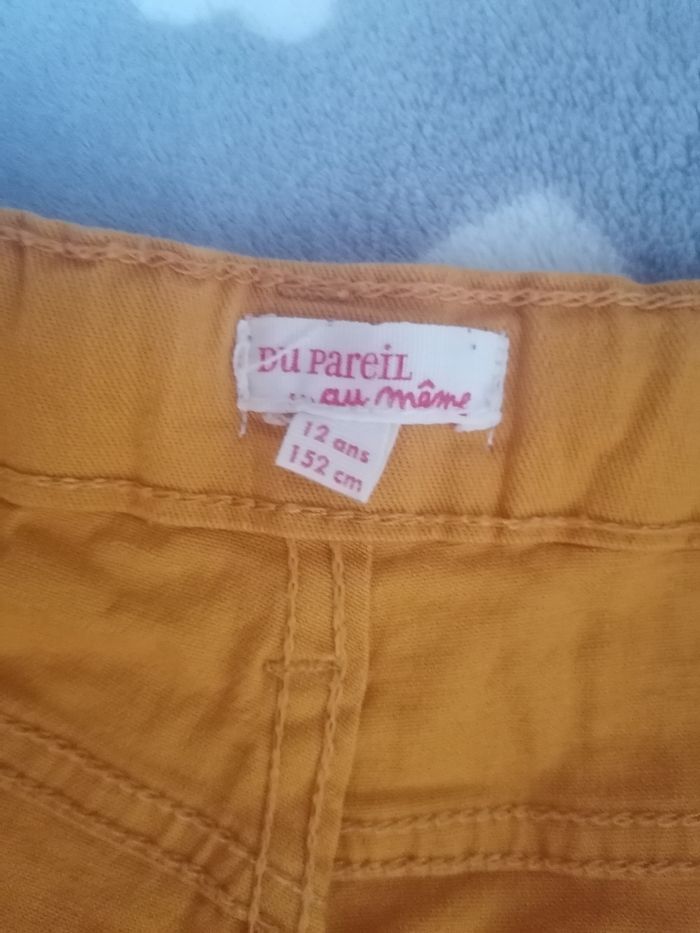 Du Pareil
... au même
12 ans
152 cm